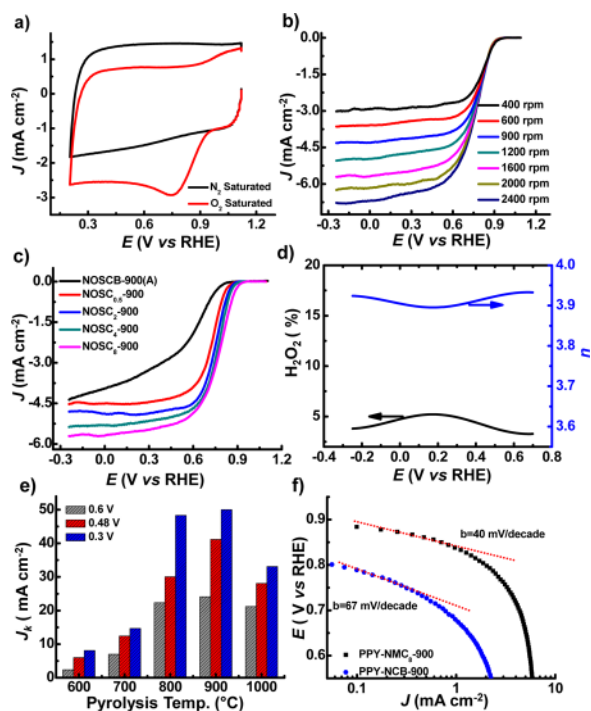 a)
J (mA cm⁻²)
1
0
-1
-2
-3
N₂ Saturated
O₂ Saturated
0.3 0.6 0.9 1.2
E (V vs RHE)
b)
J (mA cm⁻²)
0.0
-1.5
-3.0
-4.5
-6.0
400 rpm
600 rpm
900 rpm
1200 rpm
1600 rpm
2000 rpm
2400 rpm
-0.3 0.0 0.3 0.6 0.9 1.2
E (V vs RHE)
c)
J (mA cm⁻²)
0.0
-1.5
-3.0
-4.5
-6.0
NOSCB-900(A)
NOSC₀.₅-900
NOSC₂-900
NOSC₄-900
NOSC₈-900
-0.3 0.0 0.3 0.6 0.9 1.2
E (V vs RHE)
d)
H₂O₂ (%)
20
15
10
5
4.0
3.9
3.8
3.7
3.6
n
-0.4 -0.2 0.0 0.2 0.4 0.6 0.8
E (V vs RHE)
e)
Jₖ (mA cm⁻²)
50
40
30
20
10
0
0.6 V
0.48 V
0.3 V
600 700 800 900 1000
Pyrolysis Temp. (°C)
f)
E (V vs RHE)
0.9
0.8
0.7
0.6
b=40 mV/decade
b=67 mV/decade
PPY-NMC₈-900
PPY-NCB-900
0.1 1 10
J (mA cm⁻²)